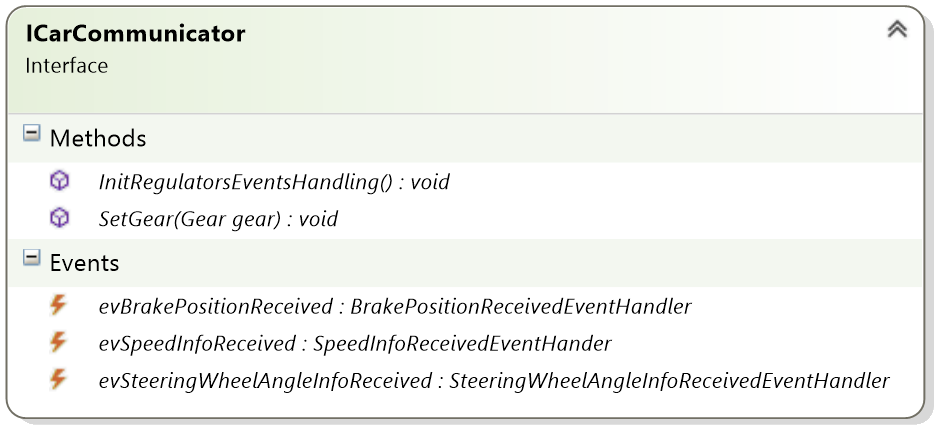 ICarCommunicator
Interface
Methods
InitRegulatorsEventsHandling() : void
SetGear(Gear gear) : void
Events
evBrakePositionReceived : BrakePositionReceivedEventHandler
evSpeedInfoReceived : SpeedInfoReceivedEventHander
evSteeringWheelAngleInfoReceived : SteeringWheelAngleInfoReceivedEventHandler